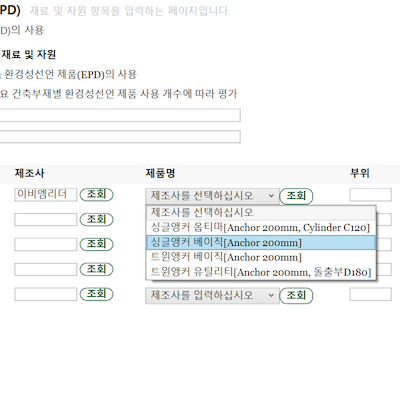 PD) 재료 및 자원 항목을 입력하는 페이지입니다.
D)의 사용
재료 및 자원
환경성선언 제품(EPD)의 사용
요 건축부재별 환경성선언 제품 사용 개수에 따라 평가
제조사 제품명 부위
이비엠리더 조회 제조사를 선택하십시오 조회
제조사를 선택하십시오
조회 싱글앵커 옵티마[Anchor 200mm, Cylinder C120]
조회 싱글앵커 베이직[Anchor 200mm]
트윈앵커 베이직[Anchor 200mm]
조회 트윈앵커 유틸리티[Anchor 200mm, 돌출부D180]
조회 제조사를 입력하십시오 조회